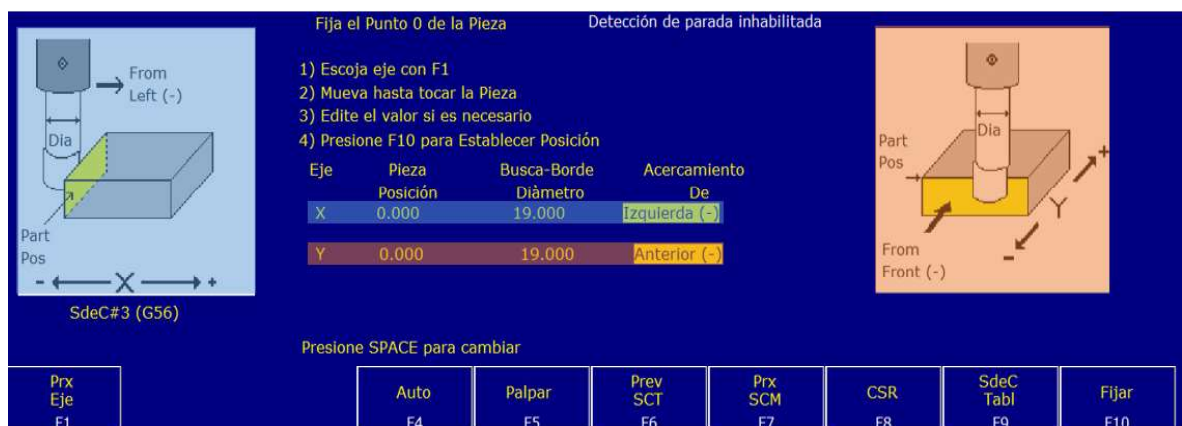 Fija el Punto 0 de la Pieza
Detección de parada inhabilitada
1) Escoja eje con F1
2) Mueva hasta tocar la Pieza
3) Edite el valor si es necesario
4) Presione F10 para Establecer Posición
From
Left (-)
Dia
Part
Pos
- X +
SdeC#3 (G56)
Eje Pieza Busca-Borde Acercamiento
Posición Diàmetro De
X 0.000 19.000 Izquierda (-)
Y 0.000 19.000 Anterior (-)
Dia
Part
Pos
+
Y
-
From
Front (-)
Presione SPACE para cambiar
Prx
Eje
F1
Auto
F4
Palpar
F5
Prev
SCT
F6
Prx
SCM
F7
CSR
F8
SdeC
Tabl
F9
Fijar
F10